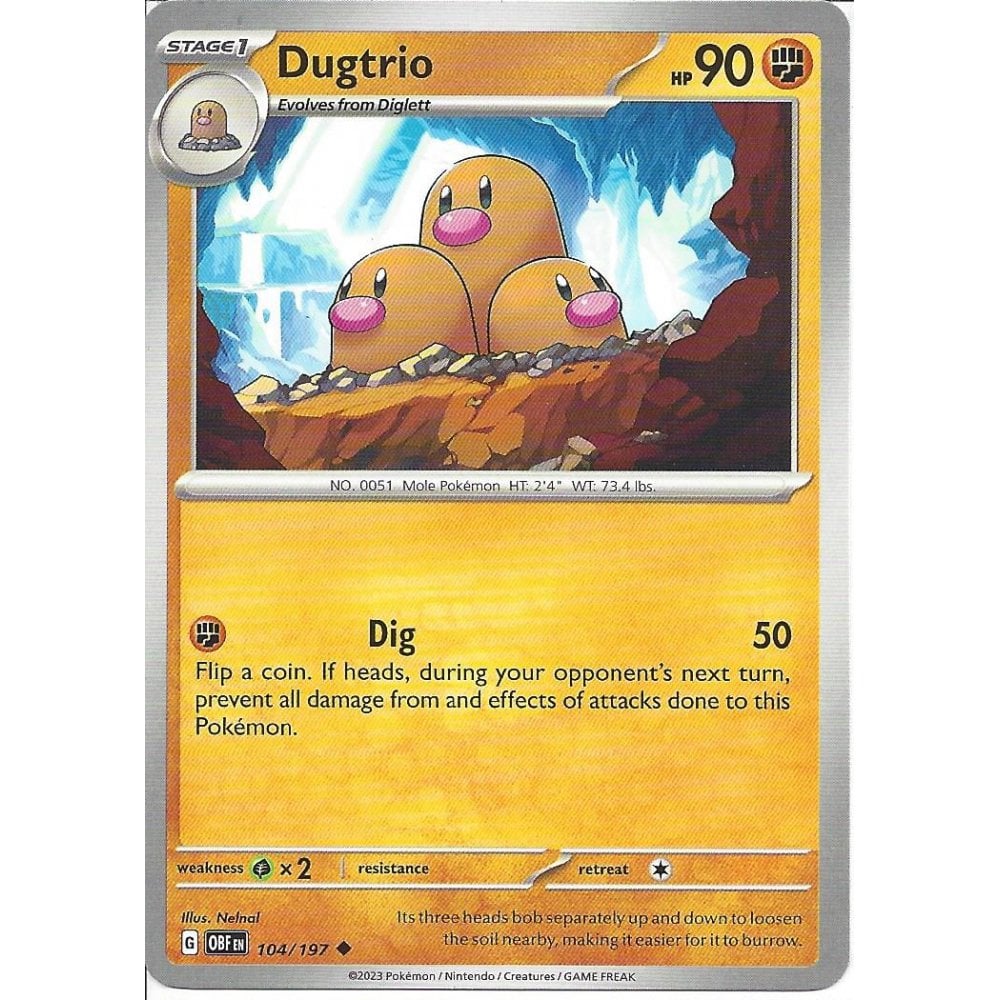 STAGE 1
Dugtrio
HP 90
Evolves from Diglett
NO. 0051 Mole Pokémon HT: 2'4" WT: 73.4 lbs.
Dig 50
Flip a coin. If heads, during your opponent's next turn,
prevent all damage from and effects of attacks done to this
Pokémon.
weakness ×2 resistance retreat
Illus. Nelnal
Its three heads bob separately up and down to loosen
the soil nearby, making it easier for it to burrow.
G OBF EN 104/197
©2023 Pokémon / Nintendo / Creatures / GAME FREAK